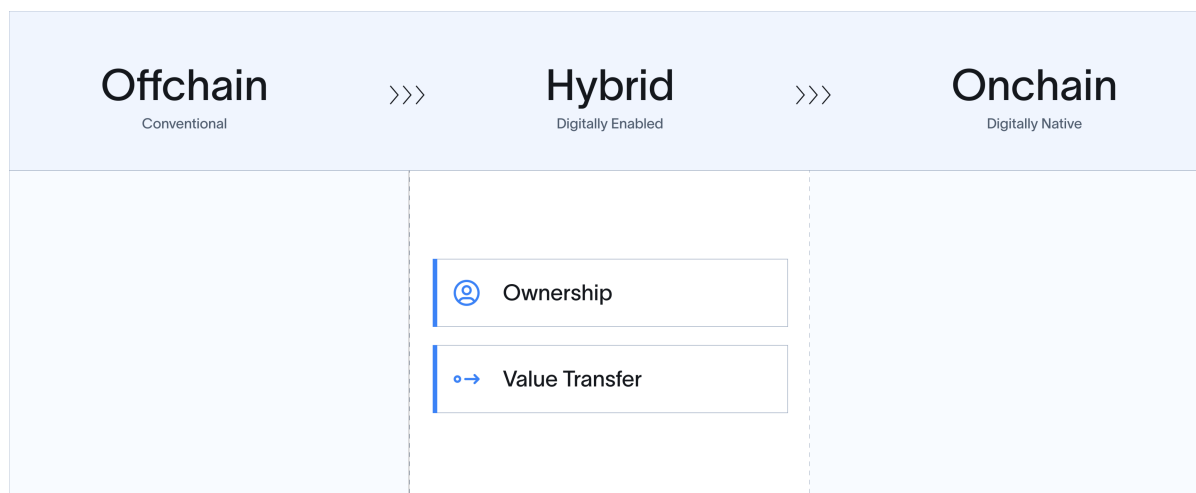 Offchain
Conventional
Hybrid
Digitally Enabled
Onchain
Digitally Native
Ownership
Value Transfer